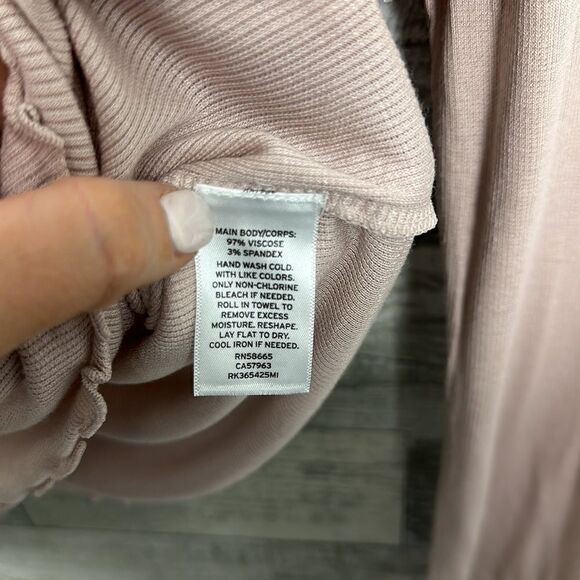 MAIN BODY/CORPS:
97% VISCOSE
3% SPANDEX
HAND WASH COLD.
WITH LIKE COLORS.
ONLY NON-CHLORINE
BLEACH IF NEEDED.
ROLL IN TOWEL TO
REMOVE EXCESS
MOISTURE. RESHAPE.
LAY FLAT TO DRY.
COOL IRON IF NEEDED.
RN58665
CA57963
RK365425MI